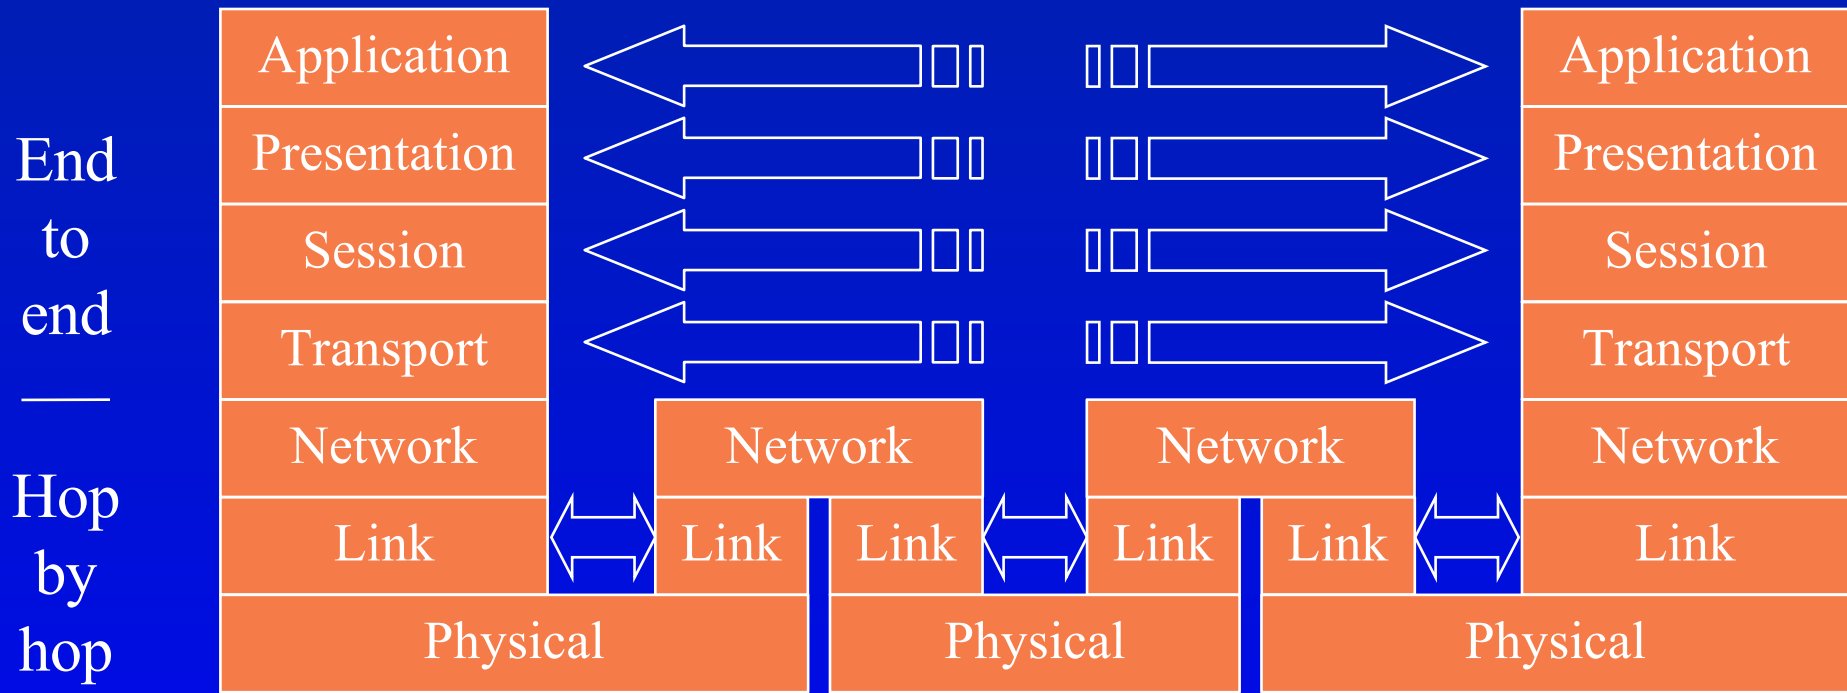 End
to
end
Hop
by
hop
Application
Application
Presentation
Presentation
Session
Session
Transport
Transport
Network
Network
Network
Network
Link
Link
Link
Link
Link
Link
Physical
Physical
Physical